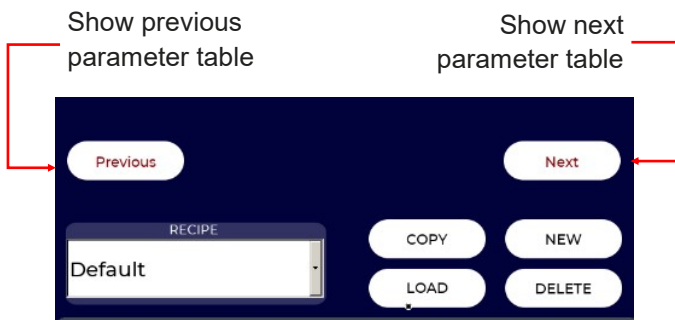 Show previous
parameter table
Show next
parameter table
Previous
Next
RECIPE
Default
COPY
NEW
LOAD
DELETE